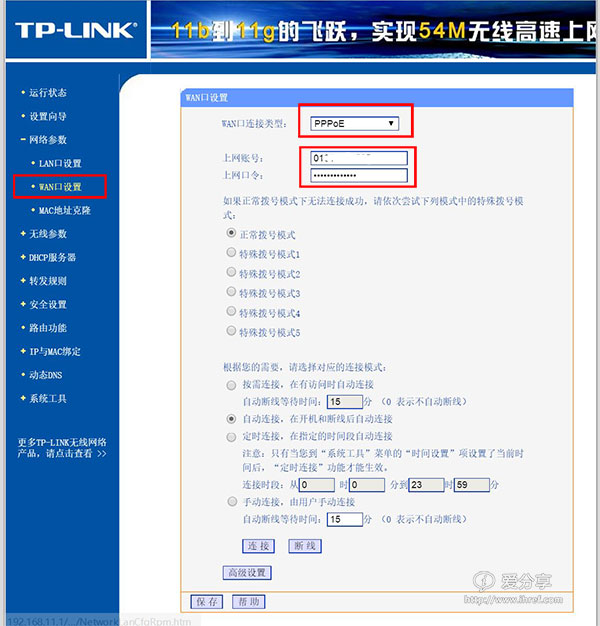 TP-LINK®
11b到11g的飞跃，实现54M无线高速上网
• 运行状态
• 设置向导
− 网络参数
• LAN口设置
• WAN口设置
• MAC地址克隆
+ 无线参数
+ DHCP服务器
+ 转发规则
+ 安全设置
• 路由功能
+ IP与MAC绑定
• 动态DNS
+ 系统工具
更多TP-LINK无线网络
产品，请点击查看 >>
WAN口设置
WAN口连接类型： PPPoE
上网账号：
上网口令： •••••••••••••
如果正常拨号模式下无法连接成功，请依次尝试下列模式中的特殊拨号模
式：
正常拨号模式
特殊拨号模式1
特殊拨号模式2
特殊拨号模式3
特殊拨号模式4
特殊拨号模式5
根据您的需要，请选择对应的连接模式：
按需连接，在有访问时自动连接
自动断线等待时间： 15 分 （0 表示不自动断线）
自动连接，在开机和断线后自动连接
定时连接，在指定的时间段自动连接
注意：只有当您到“系统工具”菜单的“时间设置”项设置了当前时
间后，“定时连接”功能才能生效。
连接时段：从 0 时 0 分到 23 时 59 分
手动连接，由用户手动连接
自动断线等待时间： 15 分 （0 表示不自动断线）
连 接 断 线
高级设置
保 存 帮 助
爱分享
http://www.ihref.com
192.168.11.1/.../NetworkWanCfgRpm.htm